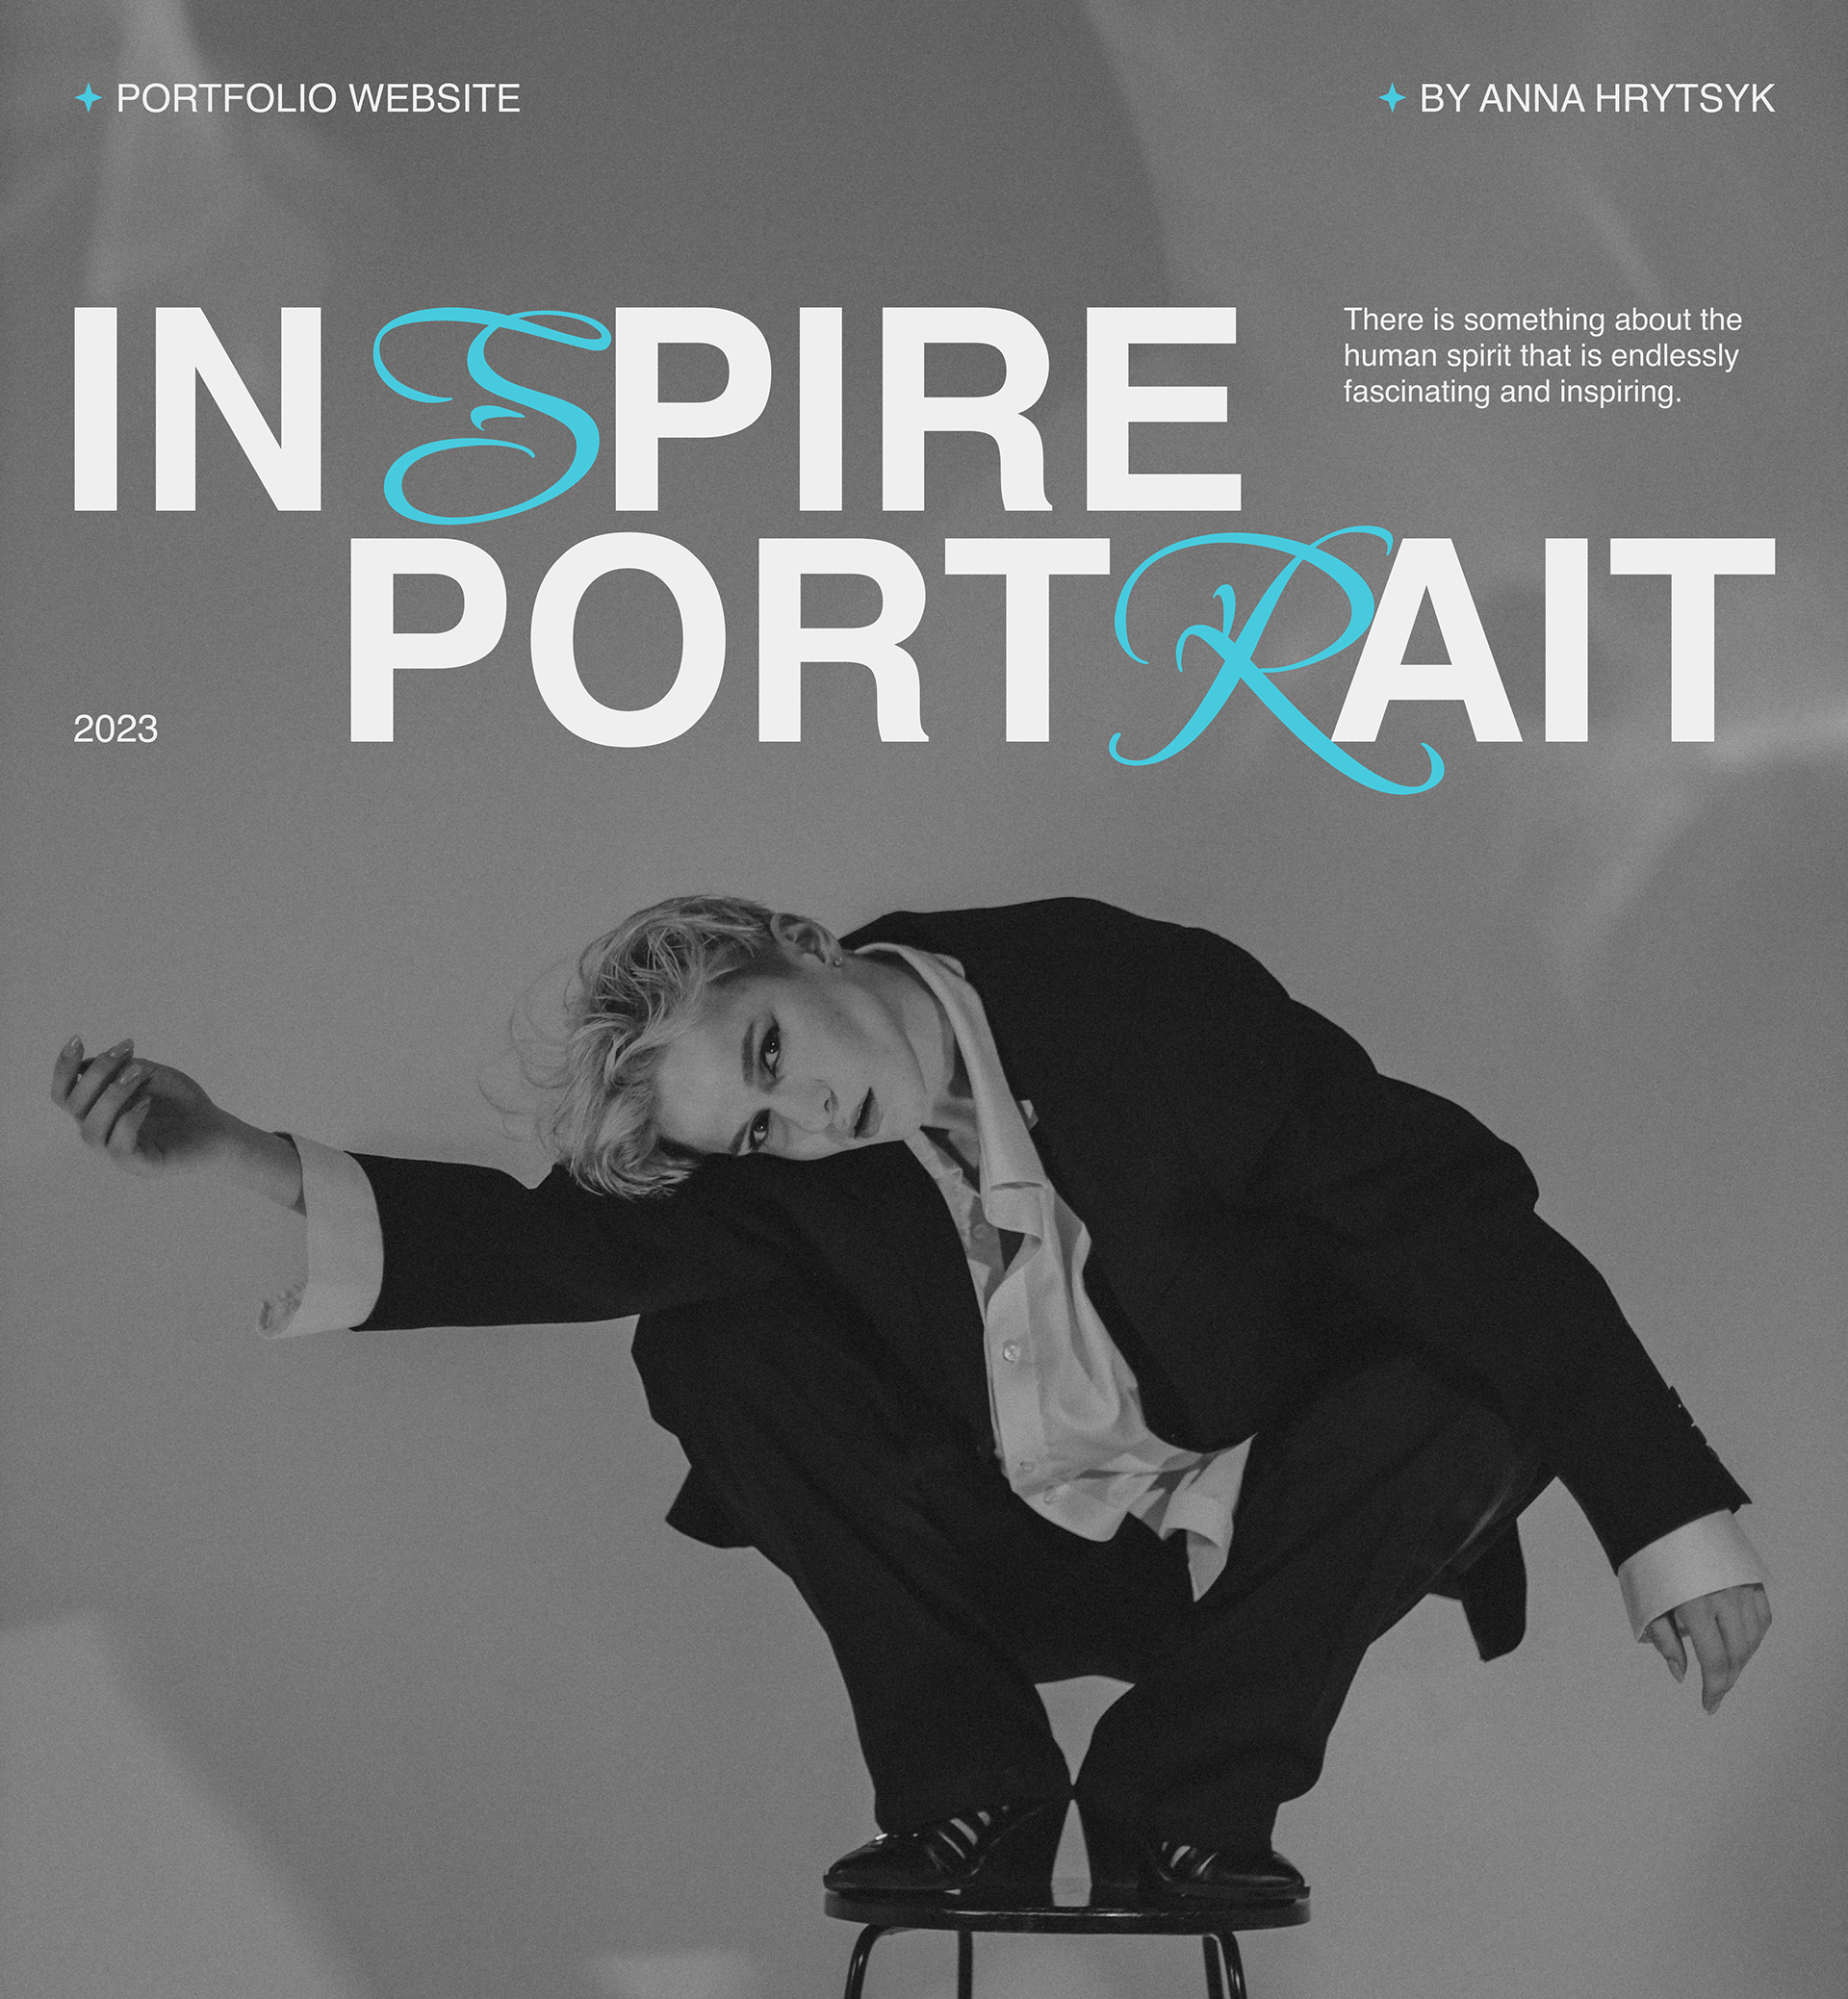 PORTFOLIO WEBSITE
BY ANNA HRYTSYK
INSPIRE
There is something about the
human spirit that is endlessly
fascinating and inspiring.
PORTRAIT
2023